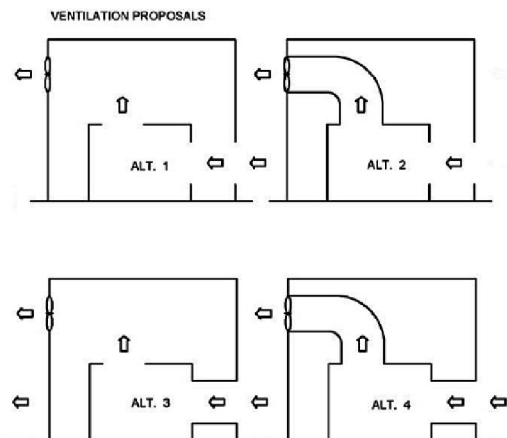 VENTILATION PROPOSALS
ALT. 1
ALT. 2
ALT. 3
ALT. 4